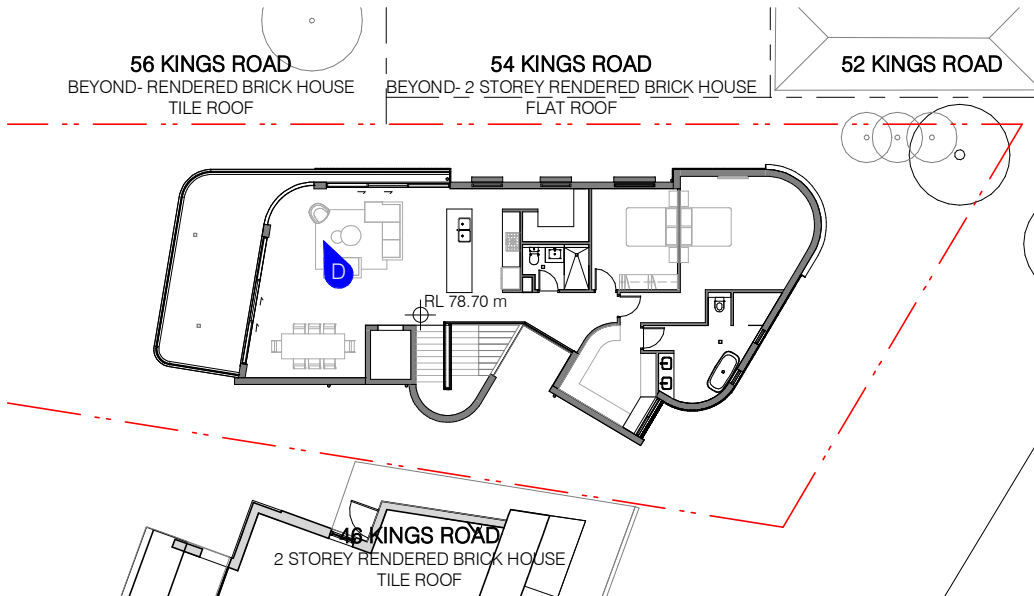 56 KINGS ROAD
BEYOND- RENDERED BRICK HOUSE
TILE ROOF
54 KINGS ROAD
BEYOND- 2 STOREY RENDERED BRICK HOUSE
FLAT ROOF
52 KINGS ROAD
D
RL 78.70 m
46 KINGS ROAD
2 STOREY RENDERED BRICK HOUSE
TILE ROOF